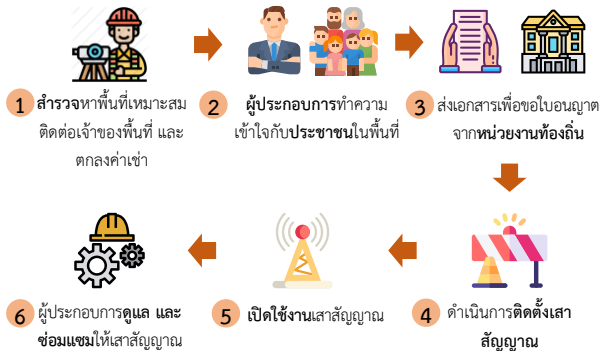 1 สำรวจหาพื้นที่เหมาะสม
ติดต่อเจ้าของพื้นที่ และ
ตกลงค่าเช่า
2 ผู้ประกอบการทำความ
เข้าใจกับประชาชนในพื้นที่
3 ส่งเอกสารเพื่อขอใบอนุญาต
จากหน่วยงานท้องถิ่น
4 ดำเนินการติดตั้งเสา
สัญญาณ
5 เปิดใช้งานเสาสัญญาณ
6 ผู้ประกอบการดูแล และ
ซ่อมแซมให้เสาสัญญาณ